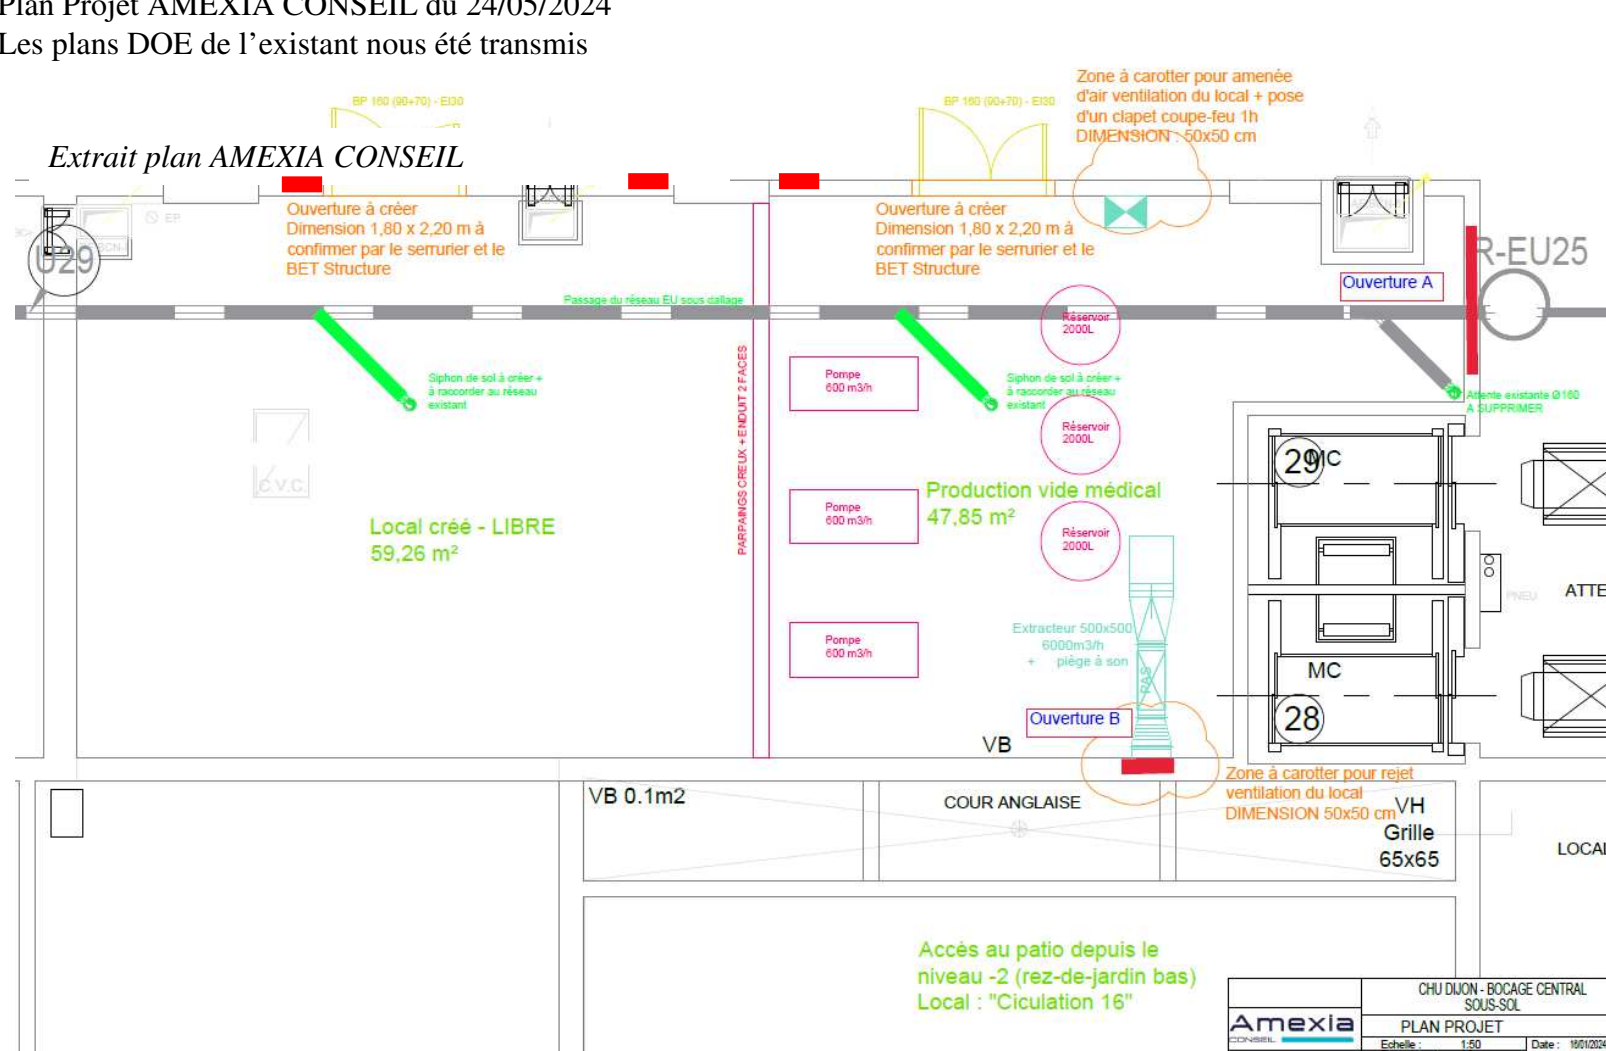 Plan Projet AMEXIA CONSEIL du 24/05/2024
Les plans DOE de l'existant nous été transmis
Extrait plan AMEXIA CONSEIL
BP 160 (90+70) - EI30
BP 160 (90+70) - EI30
Zone à carotter pour amenée
d'air ventilation du local + pose
d'un clapet coupe-feu 1h
DIMENSION : 50x50 cm
EP
U29
Ouverture à créer
Dimension 1,80 x 2,20 m à
confirmer par le serrurier et le
BET Structure
Ouverture à créer
Dimension 1,80 x 2,20 m à
confirmer par le serrurier et le
BET Structure
Ouverture A
R-EU25
Passage du réseau EU sous dallage
Réservoir
2000L
Siphon de sol à créer +
à raccorder au réseau
existant
PARPAINGS CREUX + ENDUIT 2 FACES
Pompe
600 m3/h
Siphon de sol à créer +
à raccorder au réseau
existant
Attente existante Ø160
A SUPPRIMER
Réservoir
2000L
29
MC
C.V.C.
Local créé - LIBRE
59,26 m²
Production vide médical
47,85 m²
Pompe
600 m3/h
Réservoir
2000L
PNEU
ATTE
Extracteur 500x500
6000m3/h
+ piège à son
PAS
Pompe
600 m3/h
MC
28
Ouverture B
VB
Zone à carotter pour rejet
ventilation du local
DIMENSION 50x50 cm
VB 0.1m2
COUR ANGLAISE
VH
Grille
65x65
LOCAL
Accès au patio depuis le
niveau -2 (rez-de-jardin bas)
Local : "Ciculation 16"
CHU DIJON - BOCAGE CENTRAL
SOUS-SOL
Amexia
CONSEIL
PLAN PROJET
Echelle : 1:50 Date : 16/01/2024